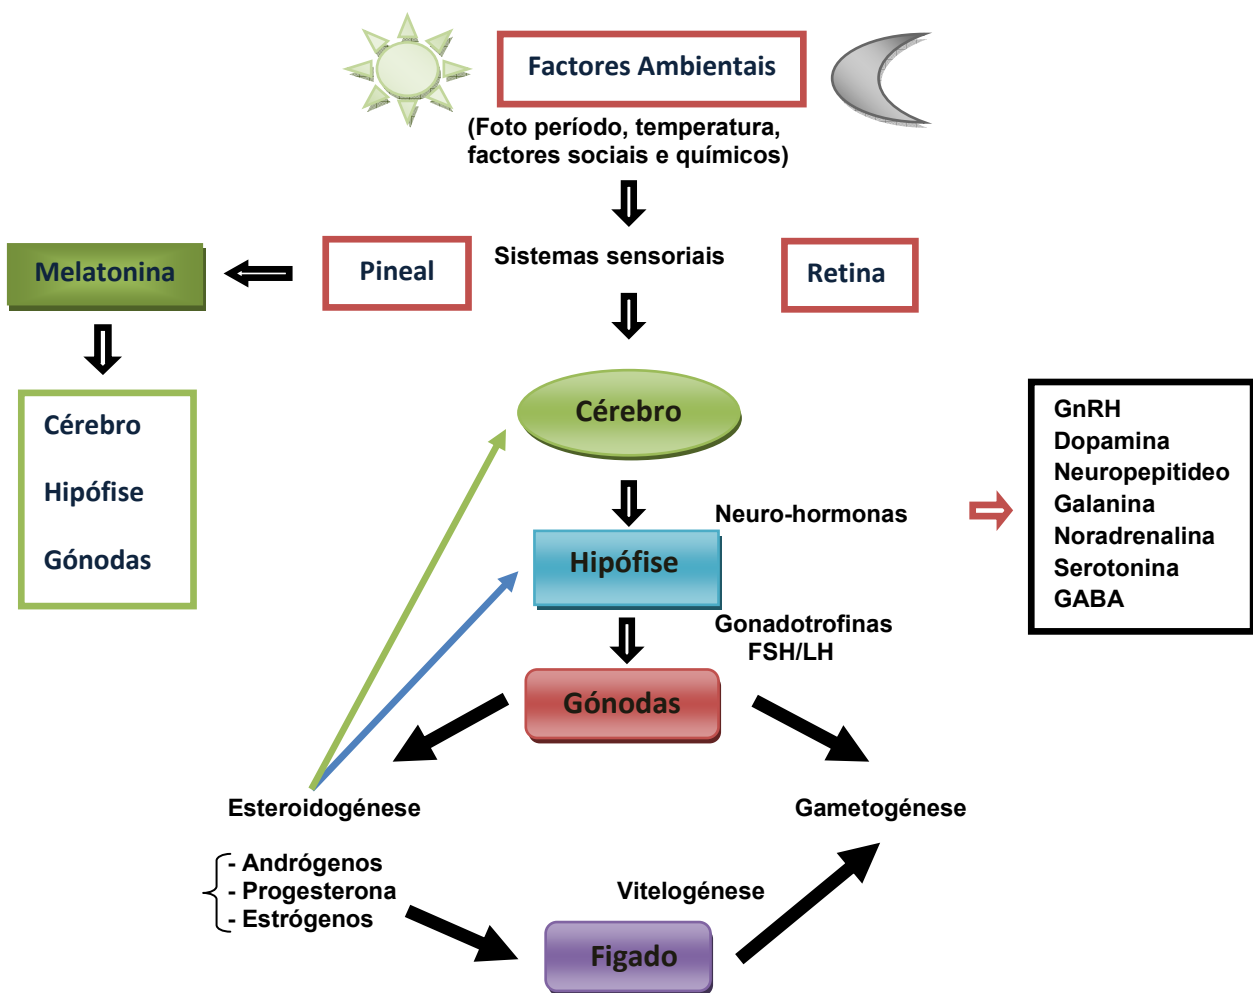 Factores Ambientais
(Foto período, temperatura,
factores sociais e químicos)
Sistemas sensoriais
Melatonina
Pineal
Retina
Cérebro
Hipófise
Gónodas
Cérebro
GnRH
Dopamina
Neuropepitideo
Galanina
Noradrenalina
Serotonina
GABA
Neuro-hormonas
Hipófise
Gonadotrofinas
FSH/LH
Gónodas
Esteroidogénese
Gametogénese
- Andrógenos
- Progesterona
- Estrógenos
Vitelogénese
Figado